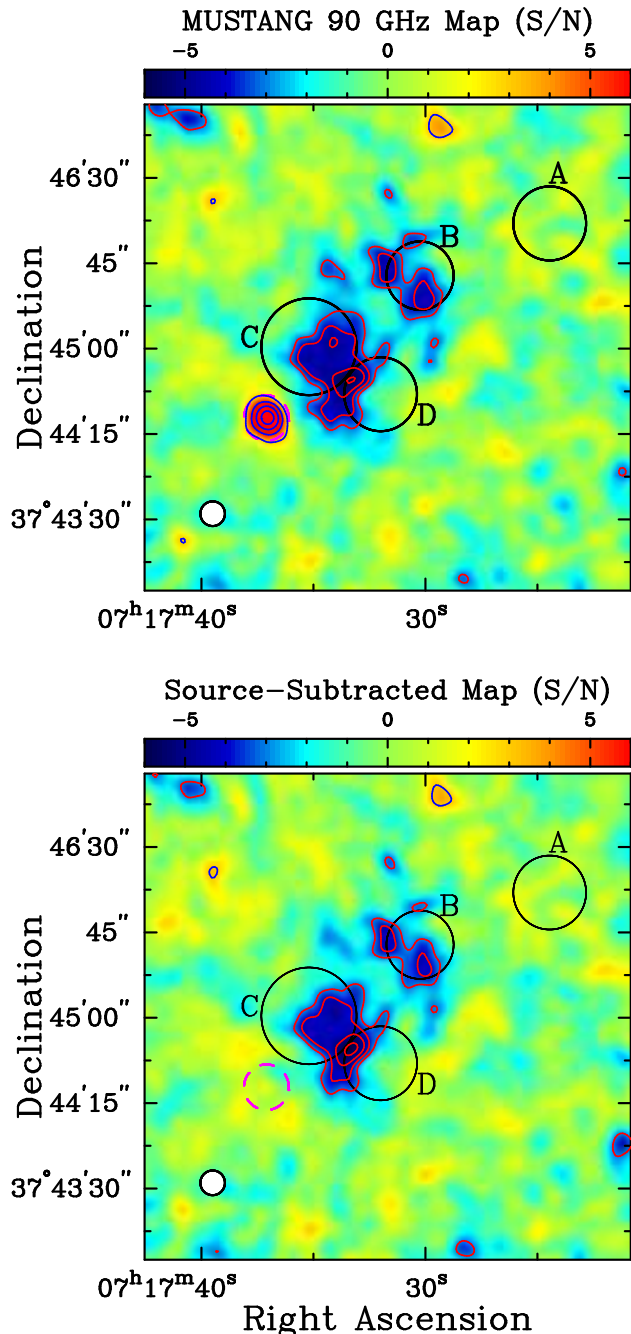 MUSTANG 90 GHz Map (S/N)
−5 0 5
A
46′30″
B
45″
C
45′00″
D
44′15″
37°43′30″
Declination
07ʰ17ᵐ40ˢ 30ˢ
Source−Subtracted Map (S/N)
−5 0 5
A
46′30″
B
45″
C
45′00″
D
44′15″
37°43′30″
Declination
07ʰ17ᵐ40ˢ 30ˢ
Right Ascension